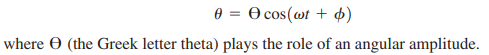 θ = Θ cos(ωt + ϕ)
where Θ (the Greek letter theta) plays the role of an angular amplitude.